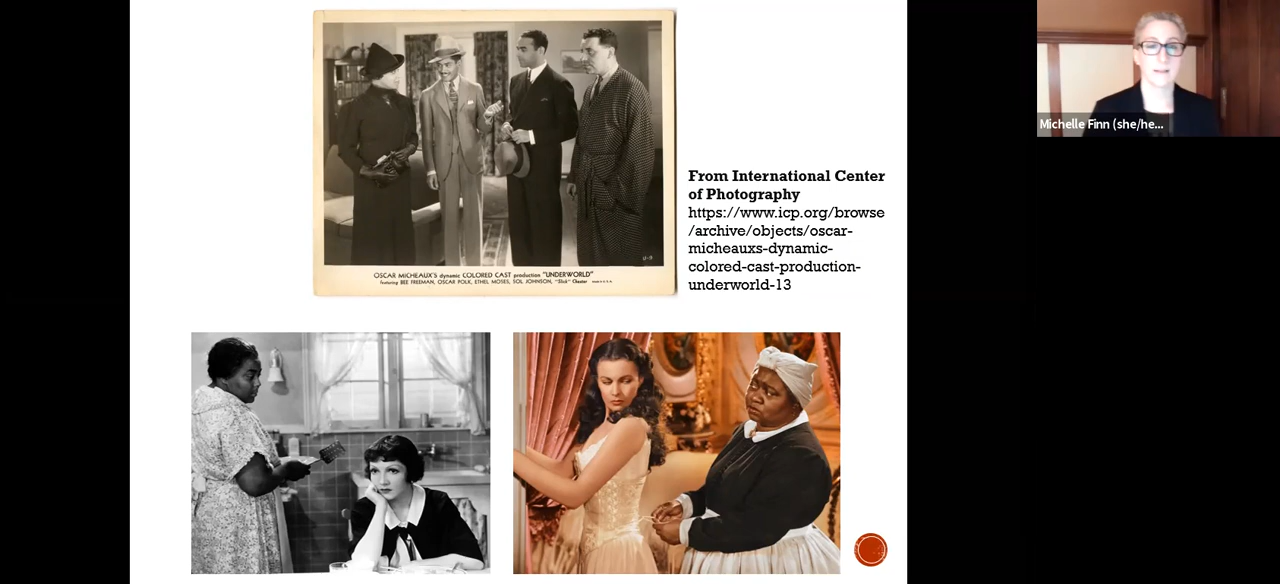 OSCAR MICHEAUX'S dynamic COLORED CAST production "UNDERWORLD"
featuring BEE FREEMAN, OSCAR POLK, ETHEL MOSES, SOL JOHNSON, "Slick" Chester
From International Center
of Photography
https://www.icp.org/browse
/archive/objects/oscar-
micheauxs-dynamic-
colored-cast-production-
underworld-13
Michelle Finn (she/he...